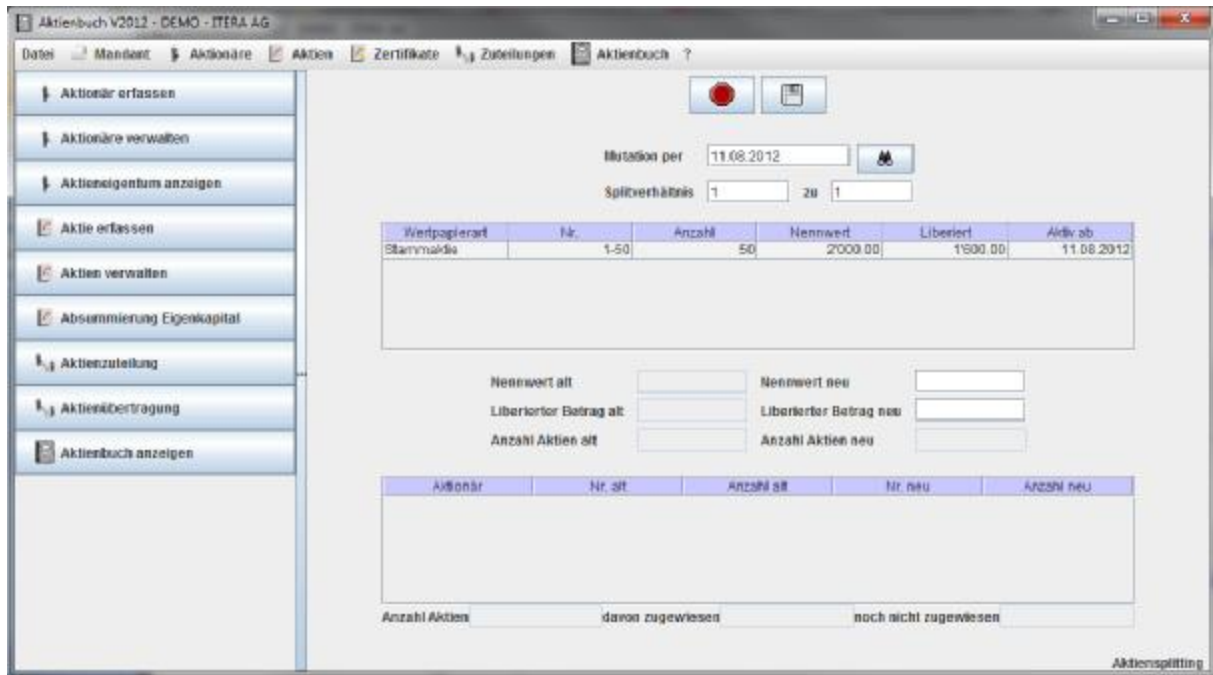 Aktienbuch V2012 - DEMO - ITERA AG
Datei Mandant Aktionäre Aktien Zertifikate Zuteilungen Aktienbuch ?
Aktionär erfassen
Aktionäre verwalten
Aktieneigentum anzeigen
Aktie erfassen
Aktien verwalten
Absummierung Eigenkapital
Aktienzuteilung
Aktienübertragung
Aktienbuch anzeigen
Mutation per 11.08.2012
Splitverhältnis 1 zu 1
Wertpapierart Nr. Anzahl Nennwert Liberiert Aktiv ab
Stammaktie 1-50 50 2'000.00 1'600.00 11.08.2012
Nennwert alt Nennwert neu
Liberierter Betrag alt Liberierter Betrag neu
Anzahl Aktien alt Anzahl Aktien neu
Aktionär Nr. alt Anzahl alt Nr. neu Anzahl neu
Anzahl Aktien davon zugewiesen noch nicht zugewiesen
Aktiensplitting